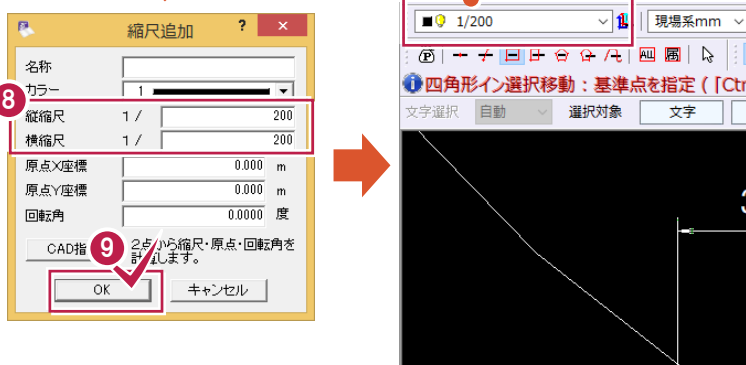 縮尺追加 ? ×
名称
カラー 1
8
縦縮尺 1 / 200
横縮尺 1 / 200
原点X座標 0.000 m
原点Y座標 0.000 m
回転角 0.0000 度
CAD指 9 2点から縮尺・原点・回転角を
計算します。
OK キャンセル
1/200 現場系mm
P ALL 属
四角形イン選択移動：基準点を指定（［Ctr
文字選択 自動 選択対象 文字